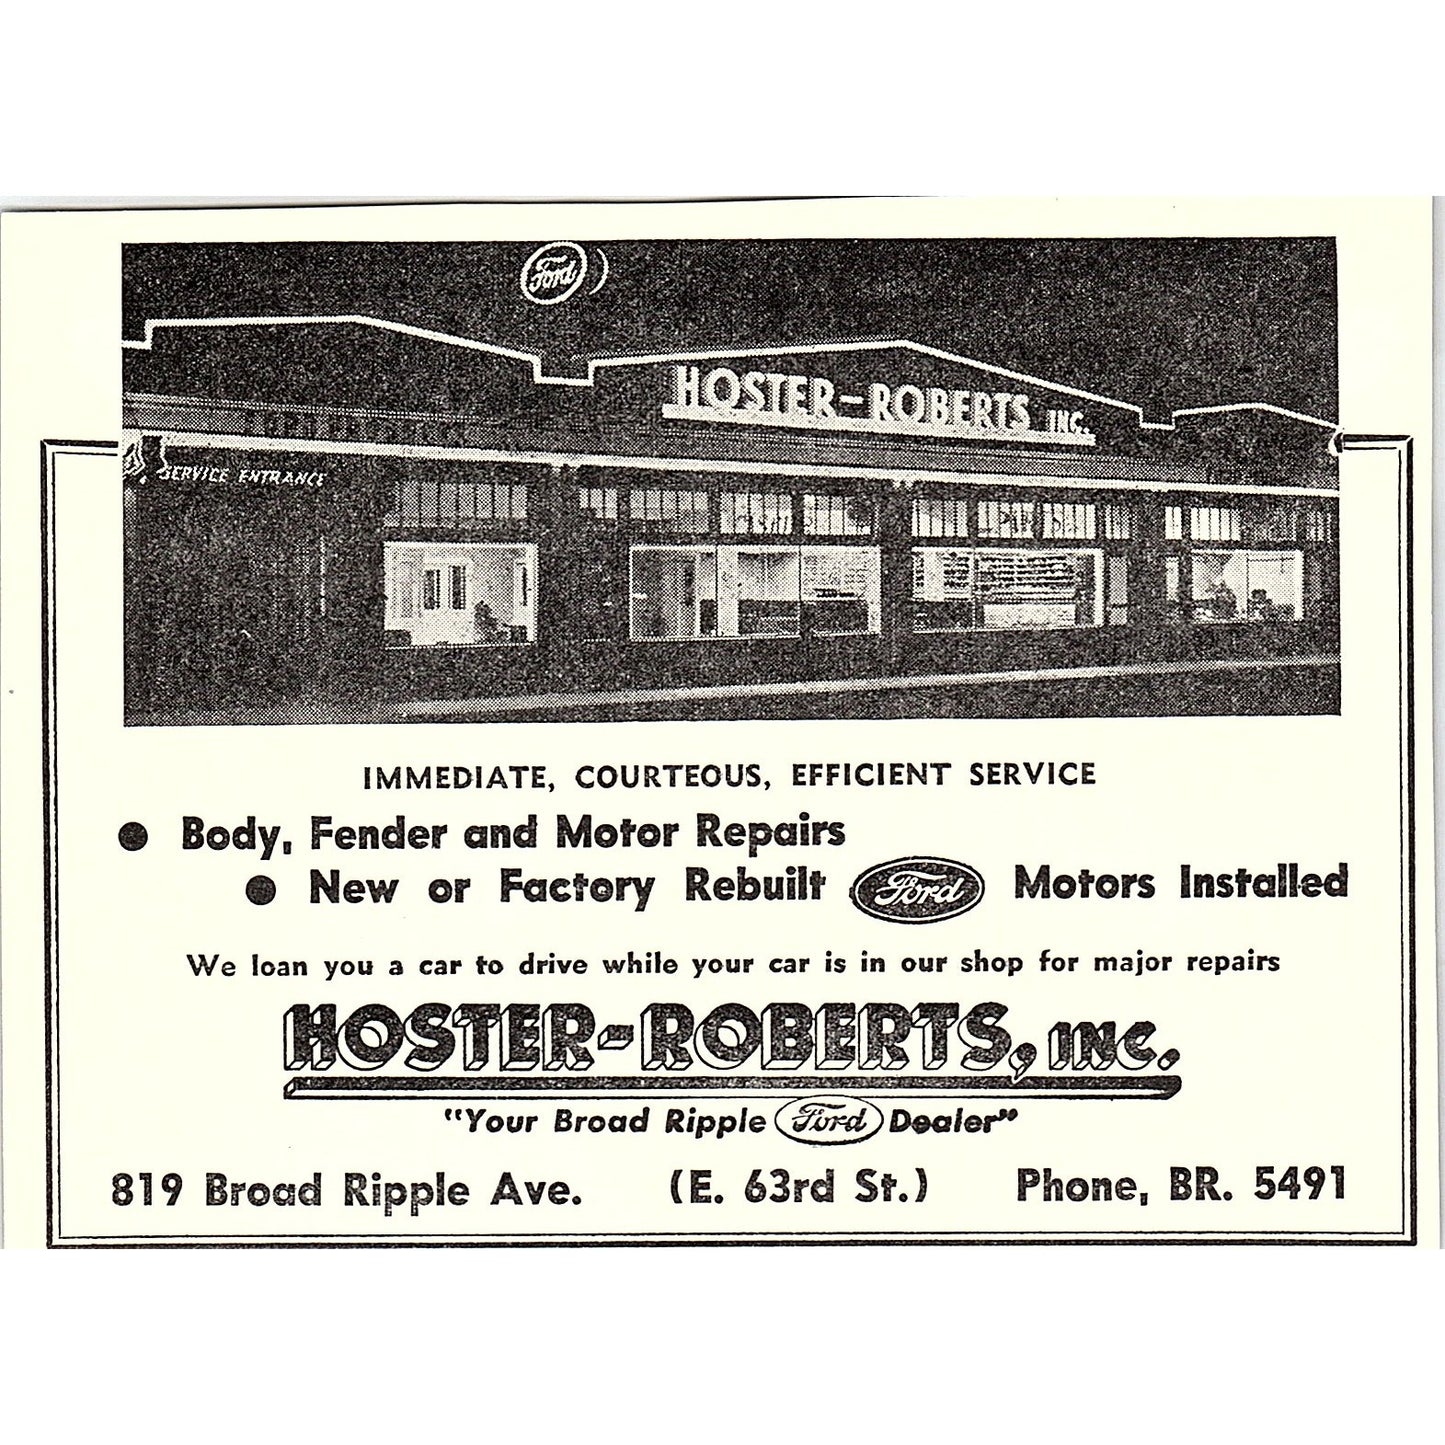 Ford
HOSTER-ROBERTS INC.
SERVICE ENTRANCE
IMMEDIATE, COURTEOUS, EFFICIENT SERVICE
● Body, Fender and Motor Repairs
● New or Factory Rebuilt Ford Motors Installed
We loan you a car to drive while your car is in our shop for major repairs
HOSTER-ROBERTS, INC.
"Your Broad Ripple Ford Dealer"
819 Broad Ripple Ave. (E. 63rd St.) Phone, BR. 5491